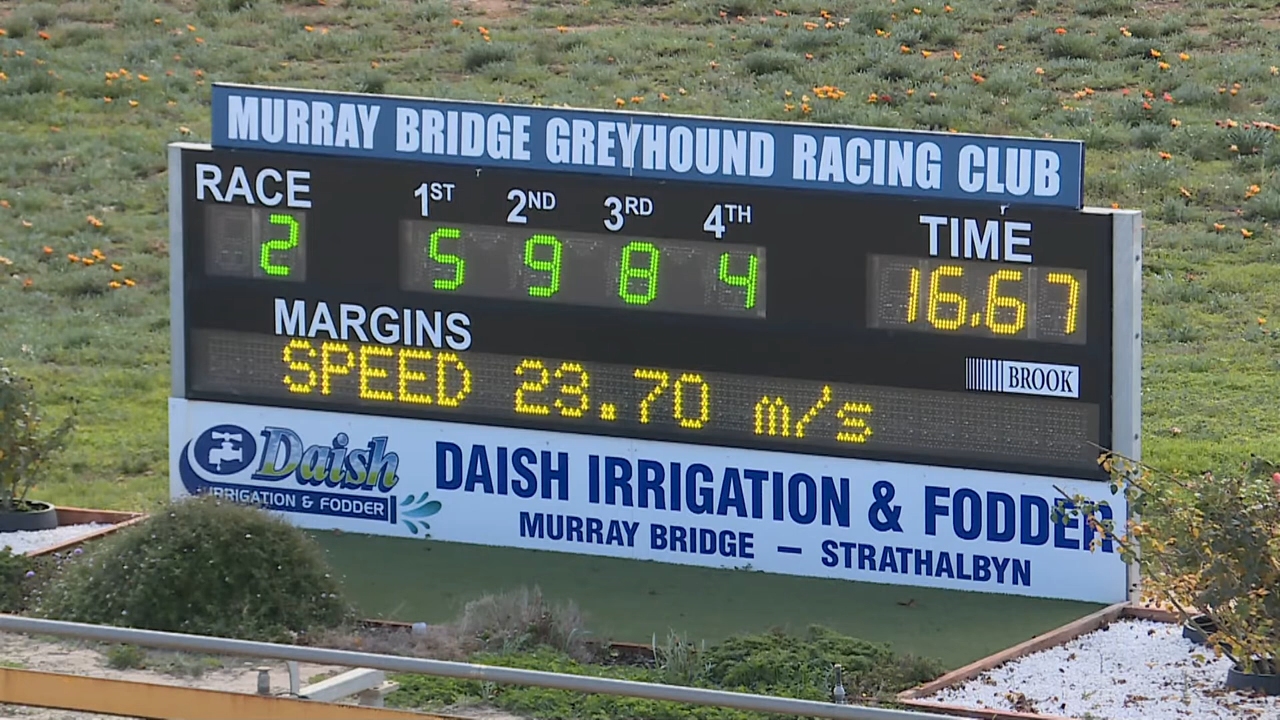 MURRAY BRIDGE GREYHOUND RACING CLUB
RACE 1ST 2ND 3RD 4TH TIME
2 5 9 8 4 16.67
MARGINS
BROOK
SPEED 23.70 m/s
Daish
IRRIGATION & FODDER
DAISH IRRIGATION & FODDER
MURRAY BRIDGE – STRATHALBYN